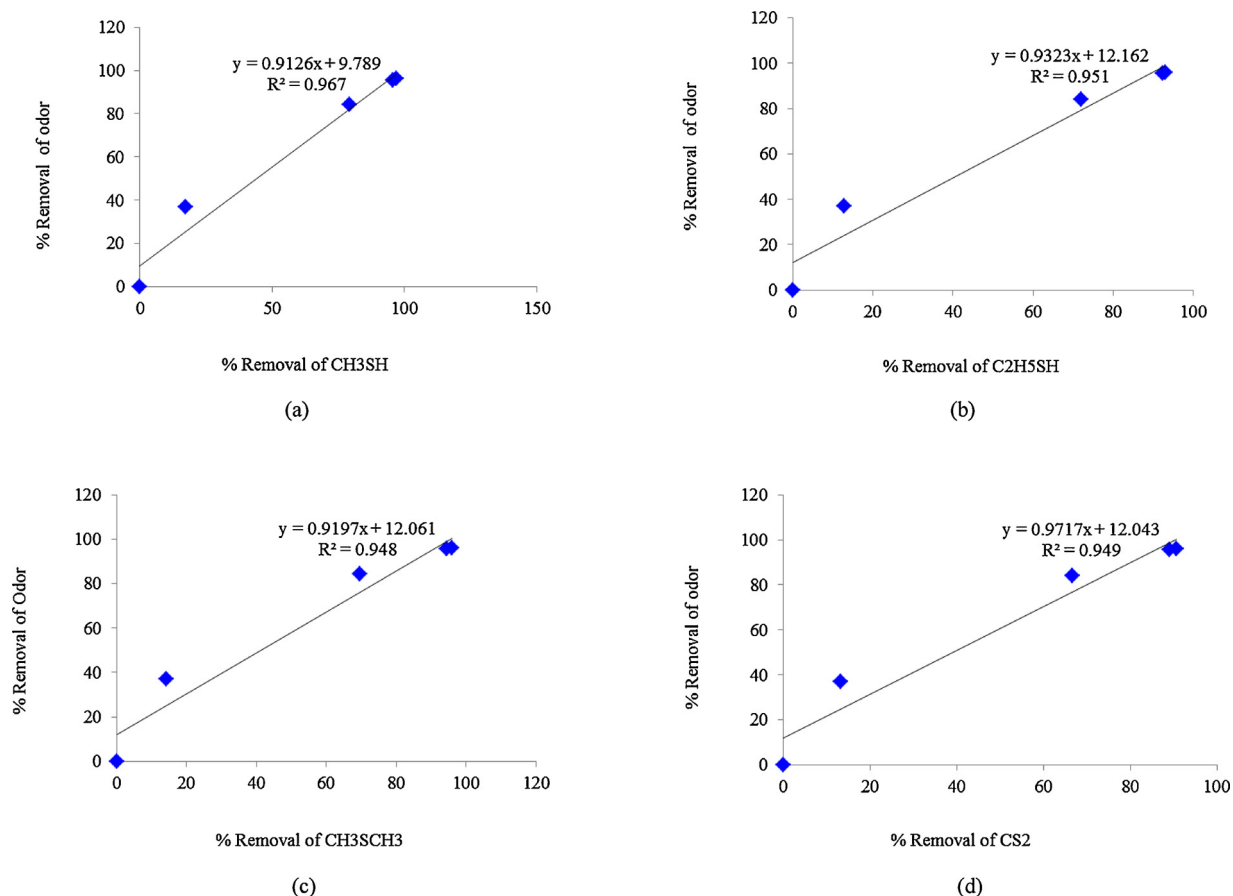 120
100
80
60
40
20
0
0
50
100
150
y = 0.9126x + 9.789
R² = 0.967
% Removal of odor
% Removal of CH3SH
(a)
120
100
80
60
40
20
0
0
20
40
60
80
100
y = 0.9323x + 12.162
R² = 0.951
% Removal of odor
% Removal of C2H5SH
(b)
120
100
80
60
40
20
0
0
20
40
60
80
100
120
y = 0.9197x + 12.061
R² = 0.948
% Removal of Odor
% Removal of CH3SCH3
(c)
120
100
80
60
40
20
0
0
20
40
60
80
100
y = 0.9717x + 12.043
R² = 0.949
% Removal of odor
% Removal of CS2
(d)